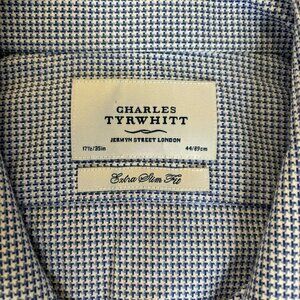 CHARLES
TYRWHITT
JERMYN STREET LONDON
17½/35in 44/89cm
Extra Slim Fit